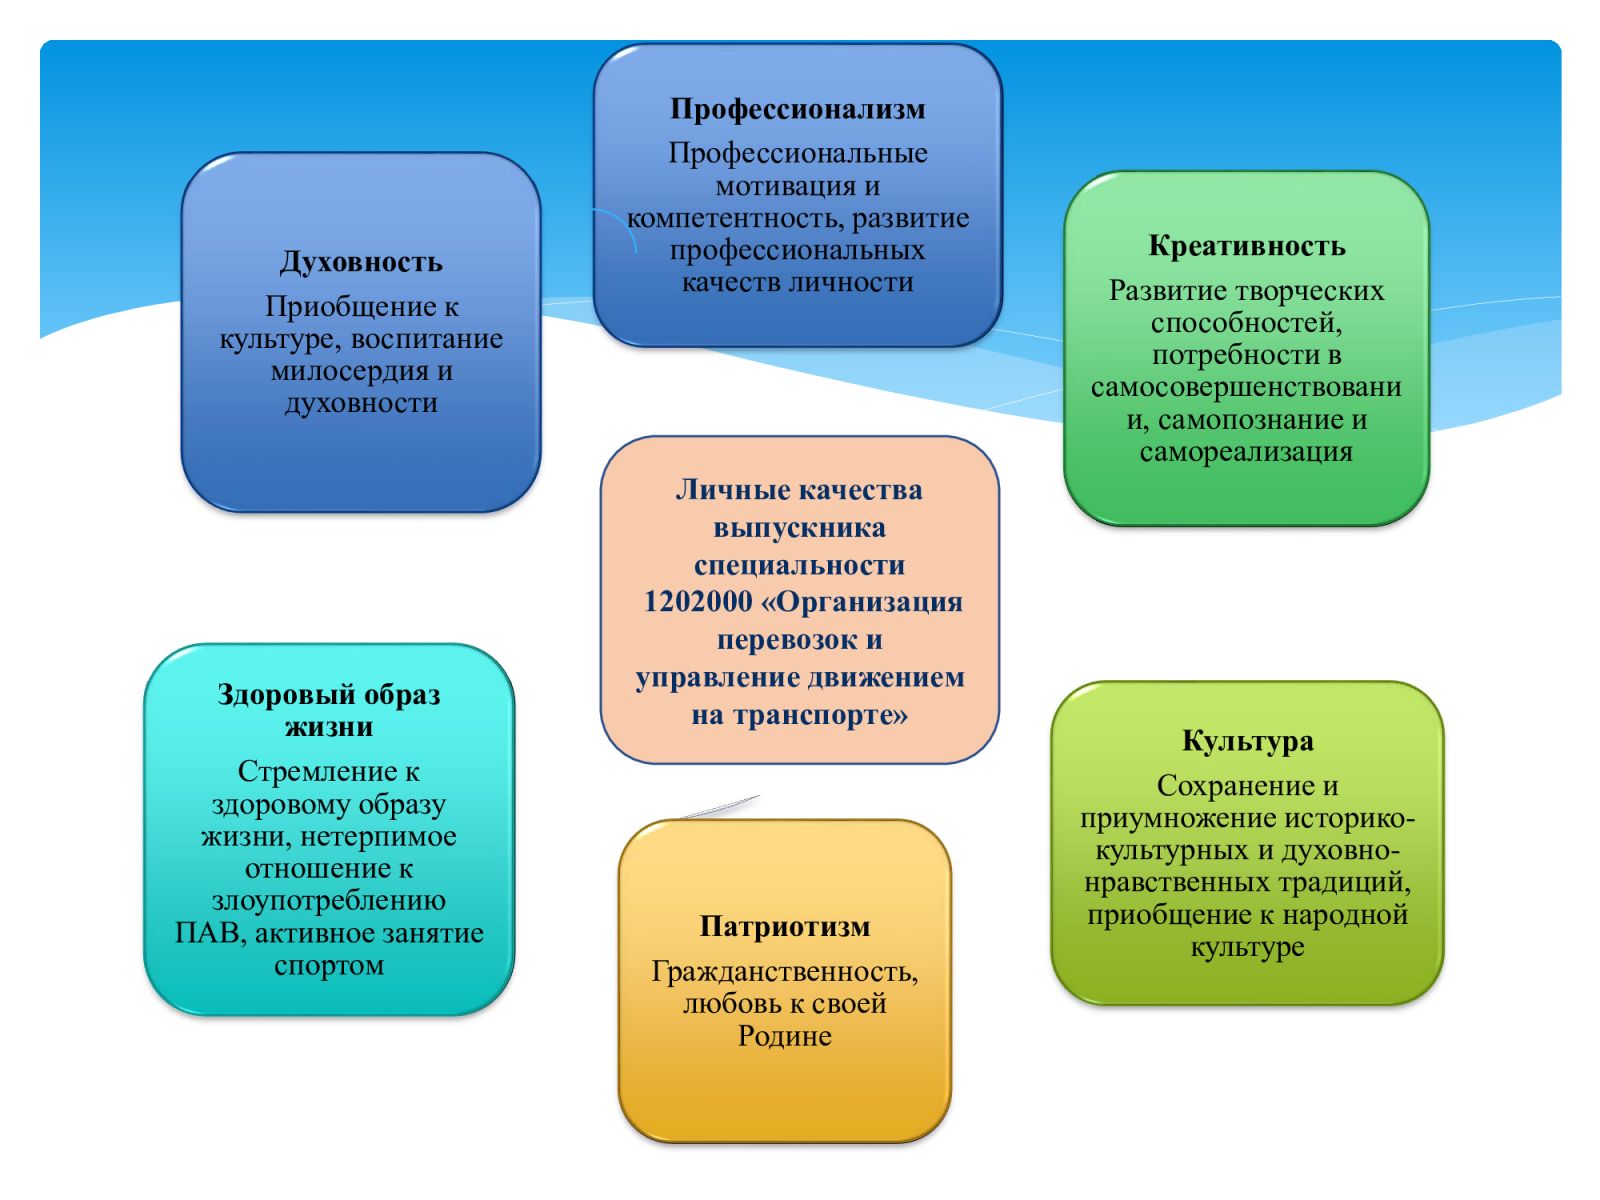 Профессионализм
Профессиональные
мотивация и
компетентность, развитие
профессиональных
качеств личности
Духовность
Приобщение к
культуре, воспитание
милосердия и
духовности
Креативность
Развитие творческих
способностей,
потребности в
самосовершенствовани
и, самопознание и
самореализация
Личные качества
выпускника
специальности
1202000 «Организация
перевозок и
управление движением
на транспорте»
Здоровый образ
жизни
Стремление к
здоровому образу
жизни, нетерпимое
отношение к
злоупотреблению
ПАВ, активное занятие
спортом
Культура
Сохранение и
приумножение историко-
культурных и духовно-
нравственных традиций,
приобщение к народной
культуре
Патриотизм
Гражданственность,
любовь к своей
Родине